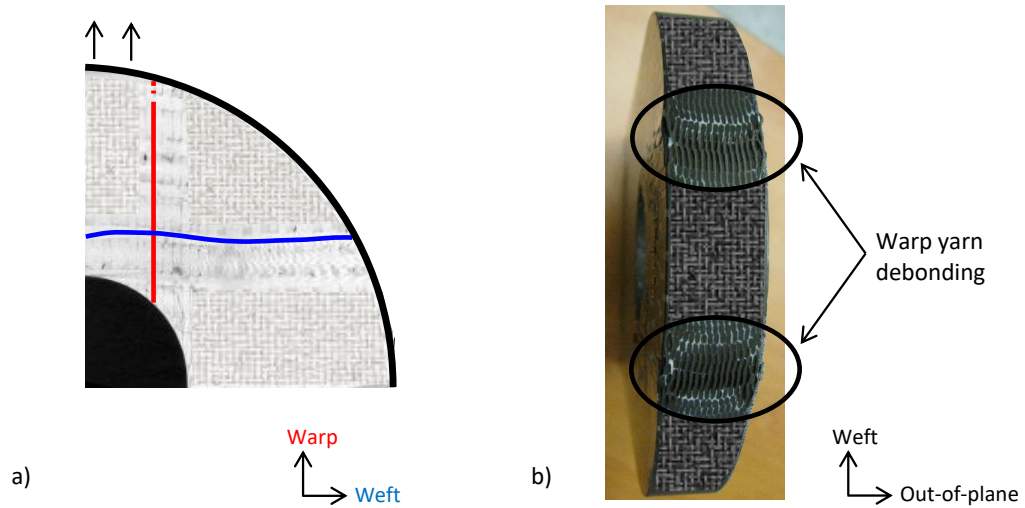 Warp
Weft
a)
Warp yarn
debonding
Weft
Out-of-plane
b)